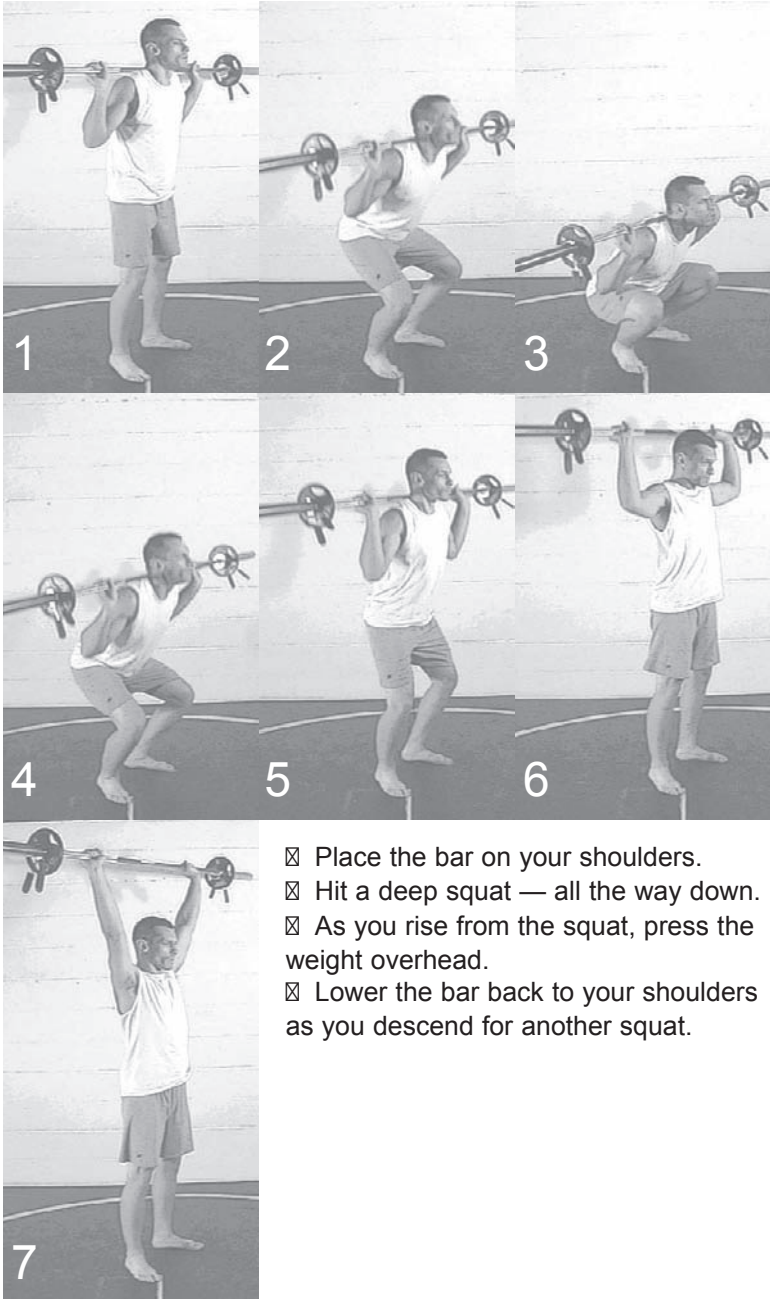 1
2
3
4
5
6
7
☒ Place the bar on your shoulders.
☒ Hit a deep squat — all the way down.
☒ As you rise from the squat, press the
weight overhead.
☒ Lower the bar back to your shoulders
as you descend for another squat.